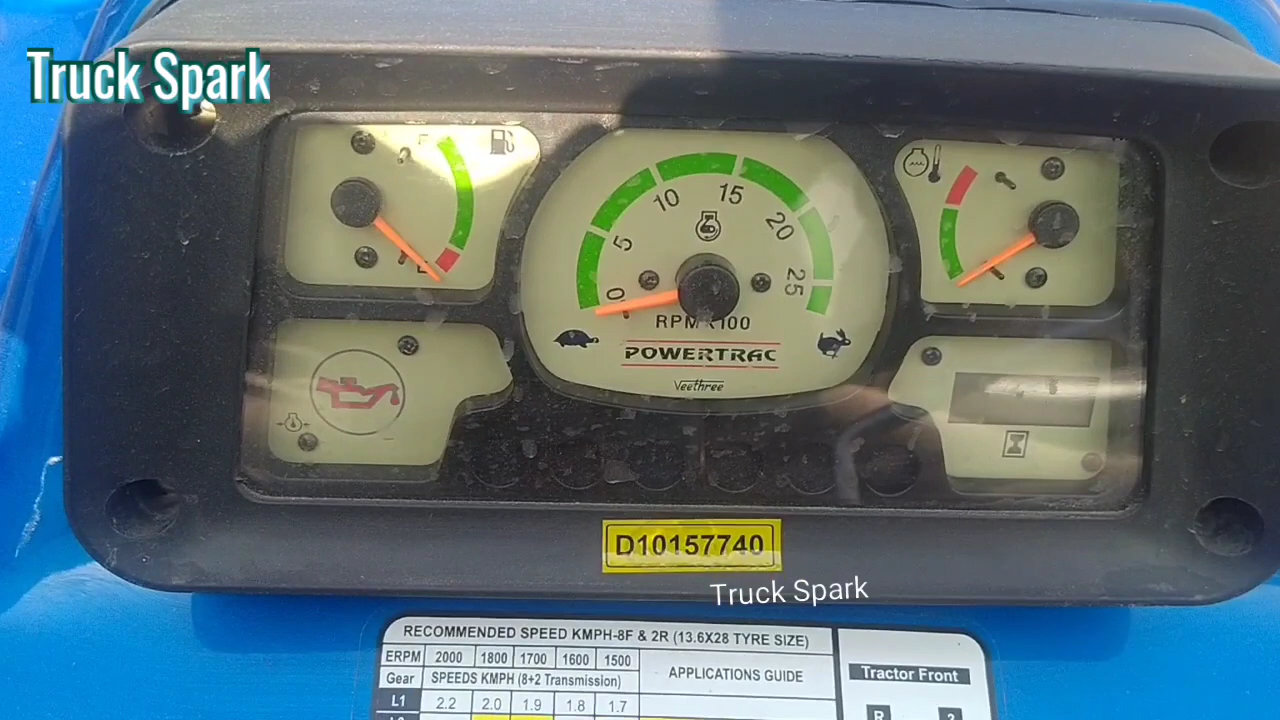 Truck Spark
E
0 5 10 15 20 25
RPM X100
POWERTRAC
Veethree
D10157740
Truck Spark
RECOMMENDED SPEED KMPH-8F & 2R (13.6X28 TYRE SIZE)
ERPM 2000 1800 1700 1600 1500 APPLICATIONS GUIDE
Gear SPEEDS KMPH (8+2 Transmission)
L1 2.2 2.0 1.9 1.8 1.7
Tractor Front
R 2